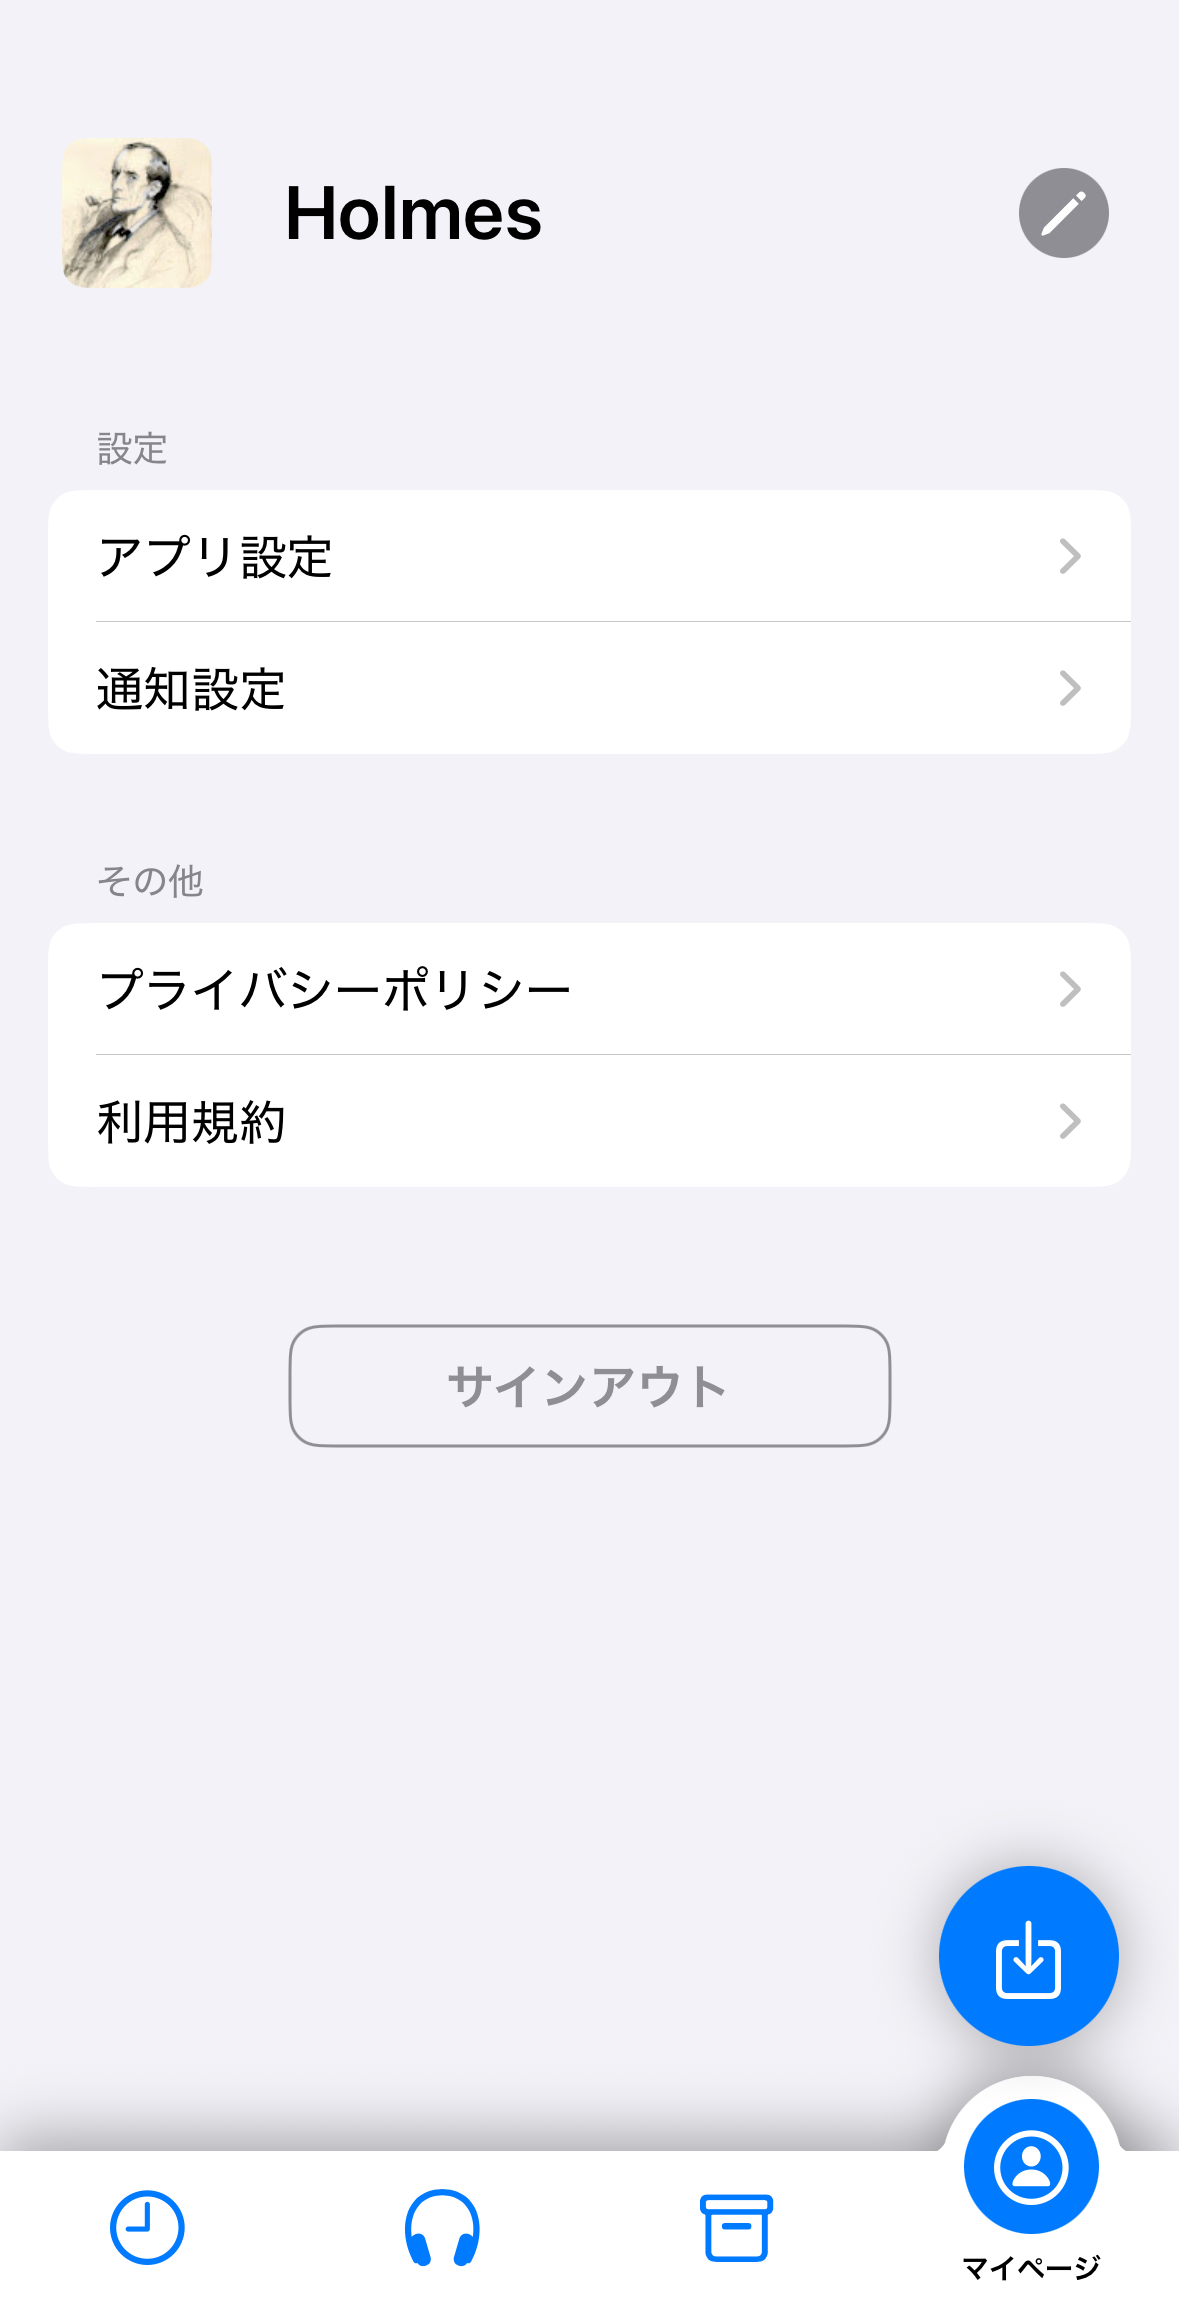 Holmes
設定
アプリ設定
通知設定
その他
プライバシーポリシー
利用規約
サインアウト
マイページ